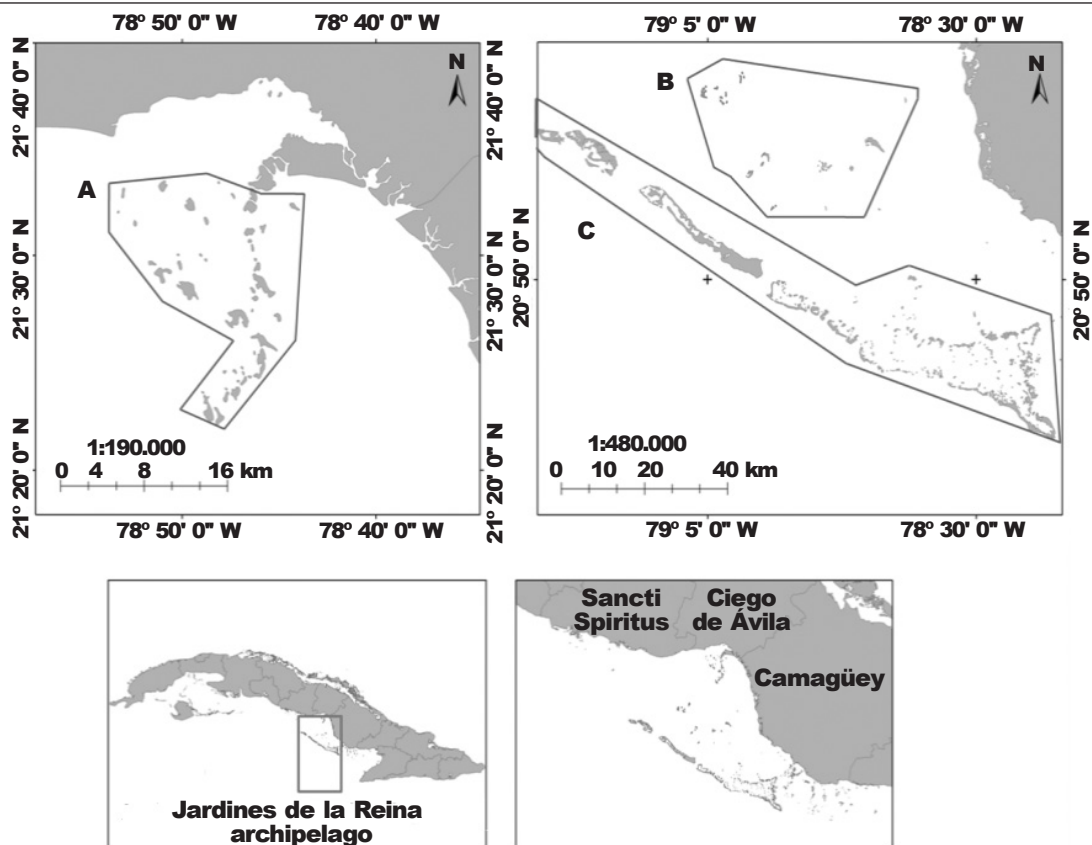 78º 50' 0" W 78º 40' 0" W
N
A
21º 40' 0" N
21º 30' 0" N
21º 20' 0" N
21º 40' 0" N
21º 30' 0" N
21º 20' 0" N
1:190.000
0 4 8 16 km
78º 50' 0" W 78º 40' 0" W
79º 5' 0" W 78º 30' 0" W
N
B
C
20º 50' 0" N
20º 50' 0" N
1:480.000
0 10 20 40 km
79º 5' 0" W 78º 30' 0" W
Jardines de la Reina
archipelago
Sancti
Spiritus
Ciego
de Ávila
Camagüey